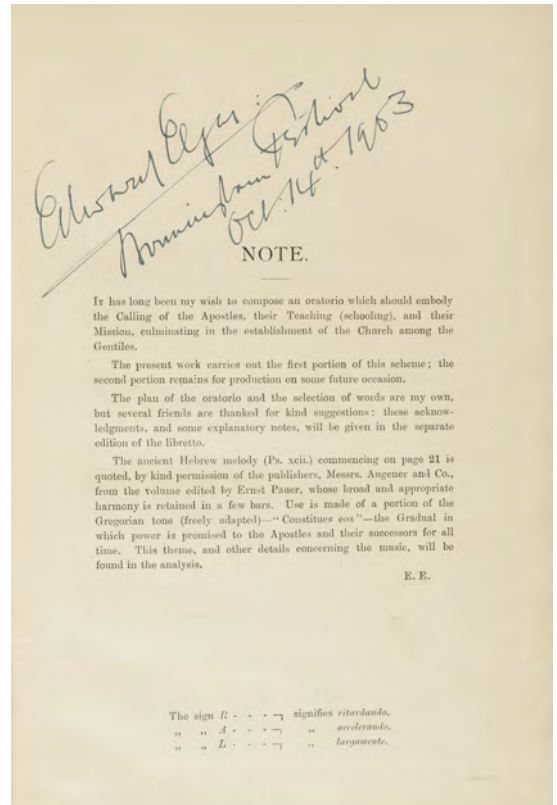 Edward Elgar:
Birmingham Festival
Oct. 14th. 1903
NOTE.
IT has long been my wish to compose an oratorio which should embody
the Calling of the Apostles, their Teaching (schooling), and their
Mission, culminating in the establishment of the Church among the
Gentiles.
The present work carries out the first portion of this scheme; the
second portion remains for production on some future occasion.
The plan of the oratorio and the selection of words are my own,
but several friends are thanked for kind suggestions: these acknow-
ledgments, and some explanatory notes, will be given in the separate
edition of the libretto.
The ancient Hebrew melody (Ps. xcii.) commencing on page 21 is
quoted, by kind permission of the publishers, Messrs. Augener and Co.,
from the volume edited by Ernst Pauer, whose broad and appropriate
harmony is retained in a few bars. Use is made of a portion of the
Gregorian tone (freely adapted)—"Constitues eos"—the Gradual in
which power is promised to the Apostles and their successors for all
time. This theme, and other details concerning the music, will be
found in the analysis.
E. E.
The sign R · · · ¬ signifies ritardando.
„ „ A · · · ¬ „ accelerando.
„ „ L · · · ¬ „ largamente.